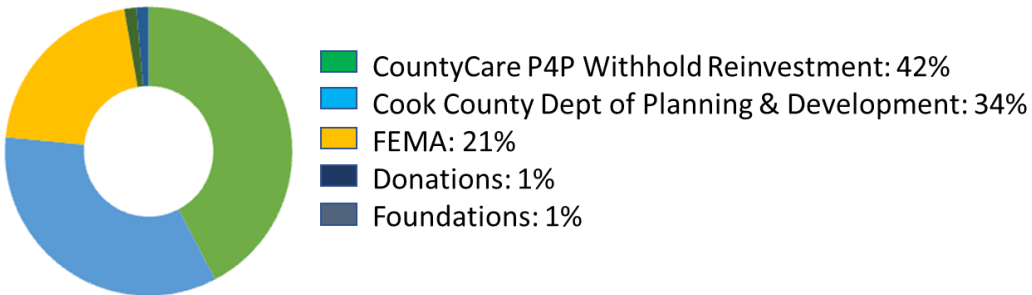 CountyCare P4P Withhold Reinvestment: 42%
Cook County Dept of Planning & Development: 34%
FEMA: 21%
Donations: 1%
Foundations: 1%